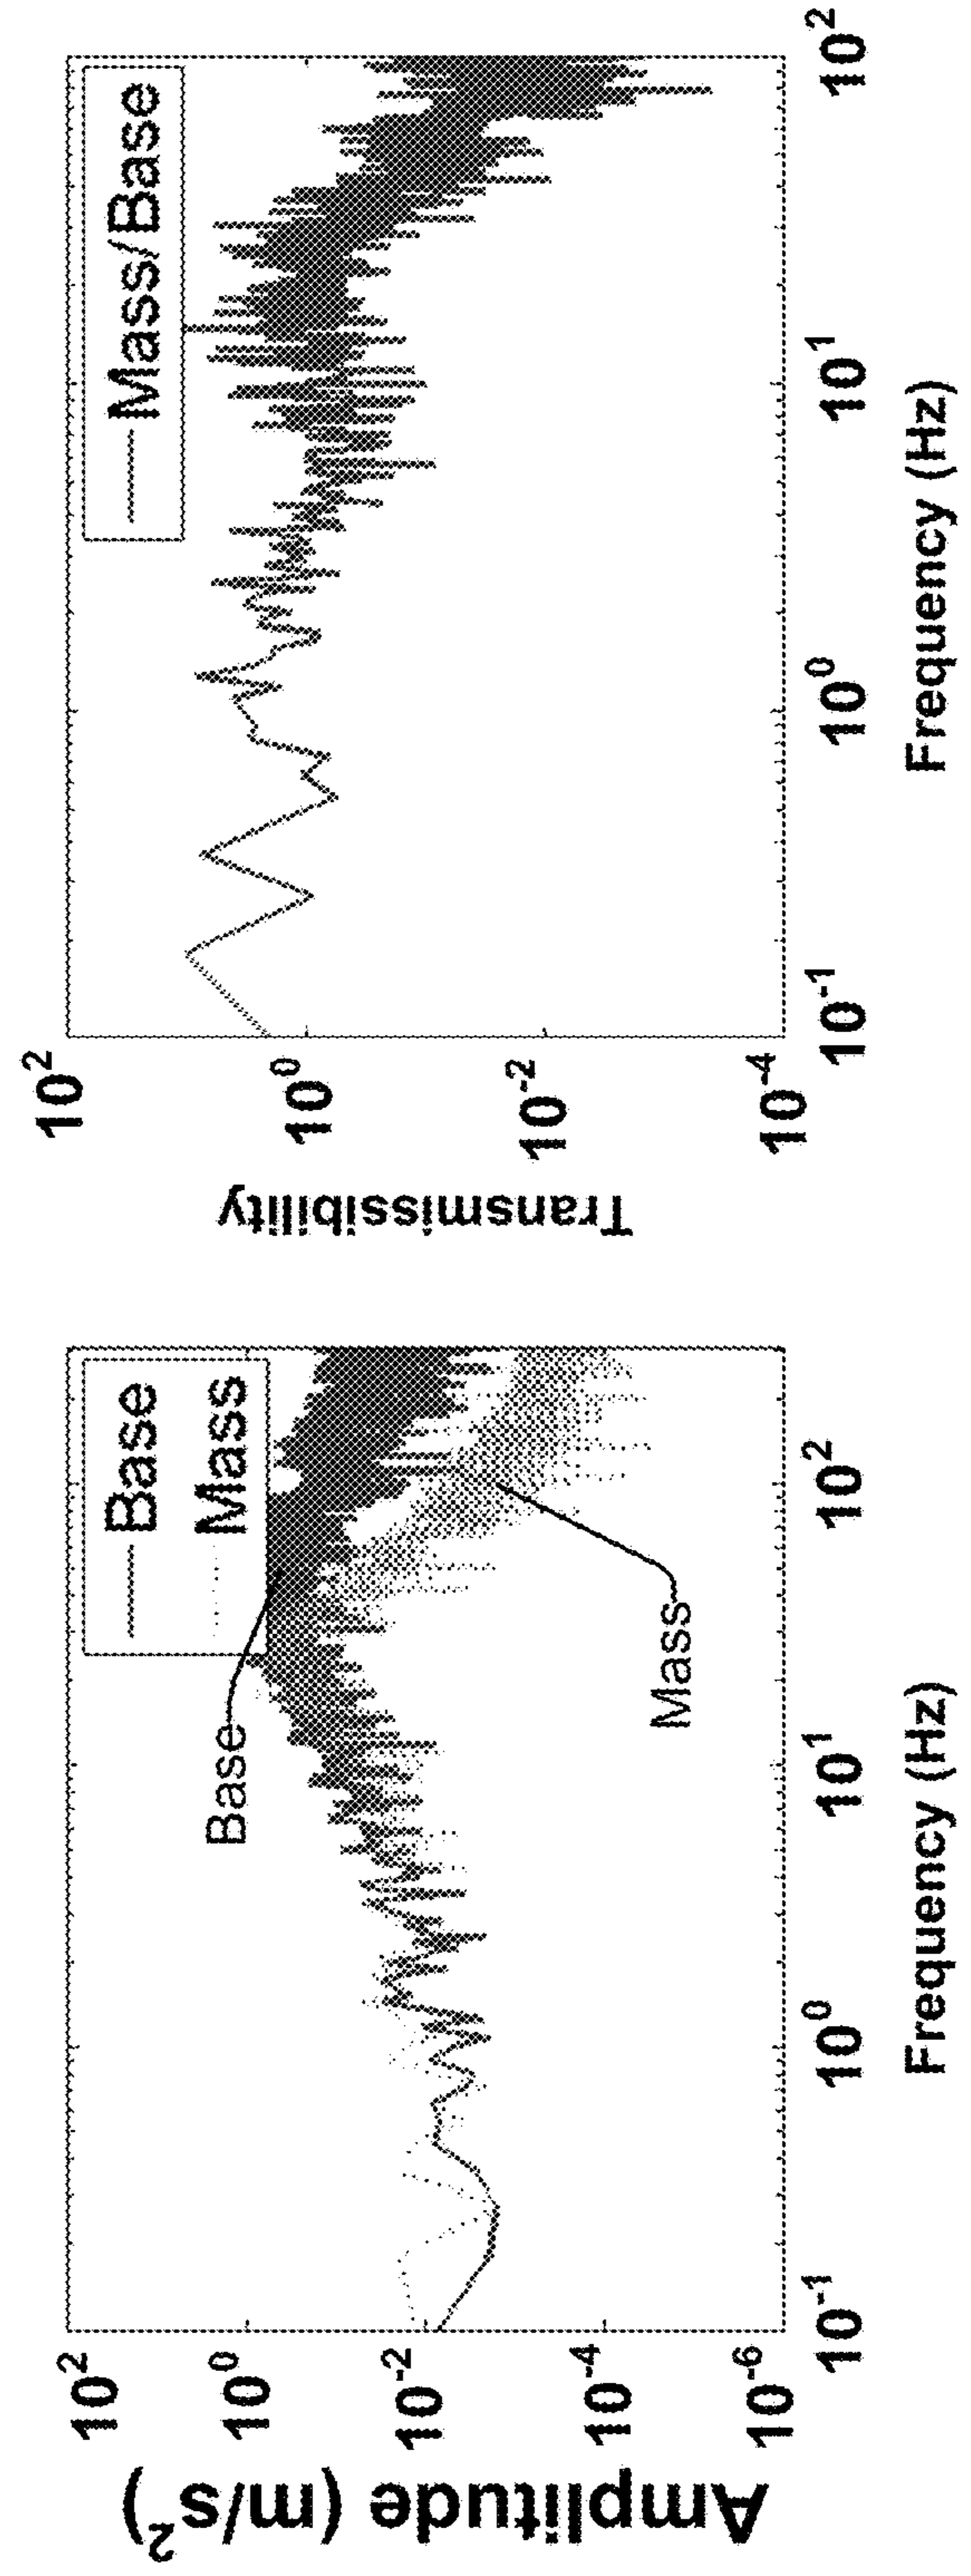 Amplitude (m/s²)
10²
10⁰
10⁻²
10⁻⁴
10⁻⁶
Base
Mass
Base
Mass
10⁻¹
10⁰
10¹
10²
Frequency (Hz)
Transmissibility
10²
10⁰
10⁻²
10⁻⁴
Mass/Base
10⁻¹
10⁰
10¹
10²
Frequency (Hz)